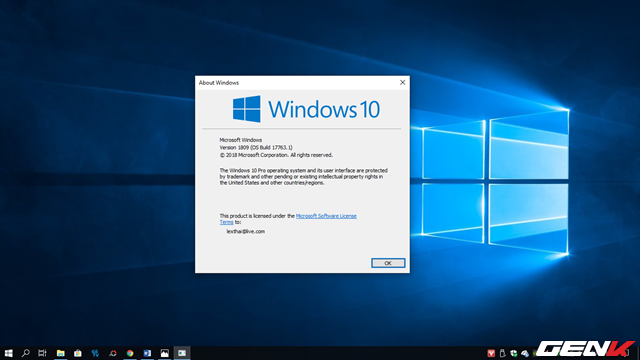 About Windows
Windows 10
Microsoft Windows
Version 1809 (OS Build 17763.1)
© 2018 Microsoft Corporation. All rights reserved.
The Windows 10 Pro operating system and its user interface are protected
by trademark and other pending or existing intellectual property rights in
the United States and other countries/regions.
This product is licensed under the Microsoft Software License
Terms to:
lexthai@live.com
OK
GENK